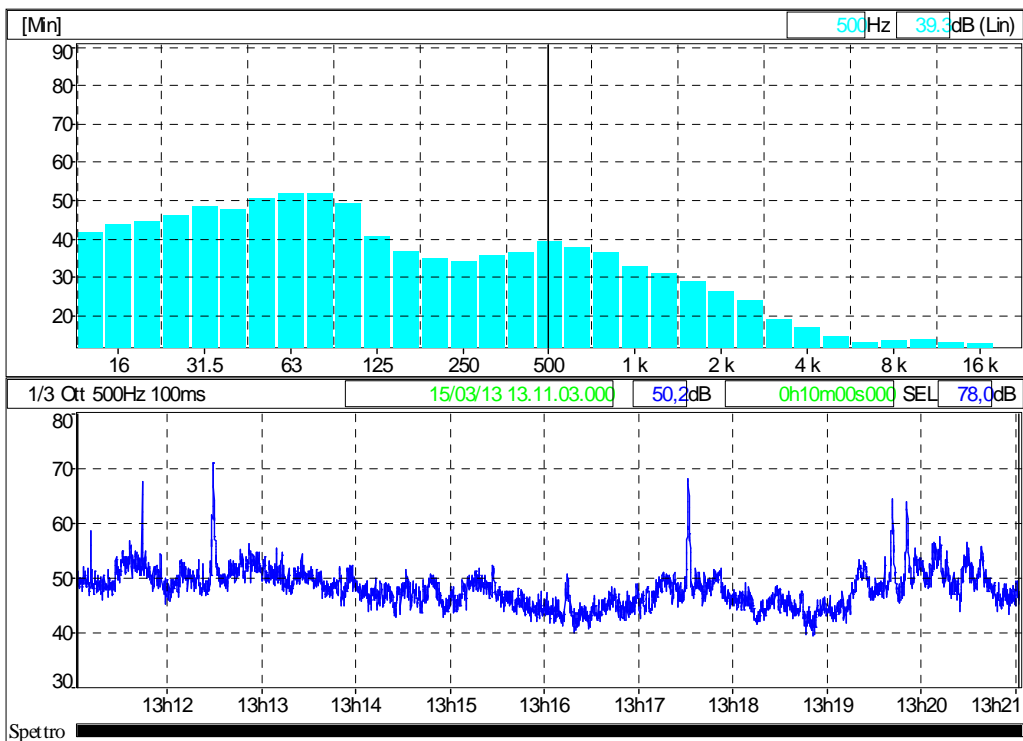 [Min] 500Hz 39.3dB (Lin)
90
80
70
60
50
40
30
20
16 31.5 63 125 250 500 1 k 2 k 4 k 8 k 16 k
1/3 Ott 500Hz 100ms 15/03/13 13.11.03.000 50,2dB 0h10m00s000 SEL 78,0dB
80
70
60
50
40
30
13h12 13h13 13h14 13h15 13h16 13h17 13h18 13h19 13h20 13h21
Spettro